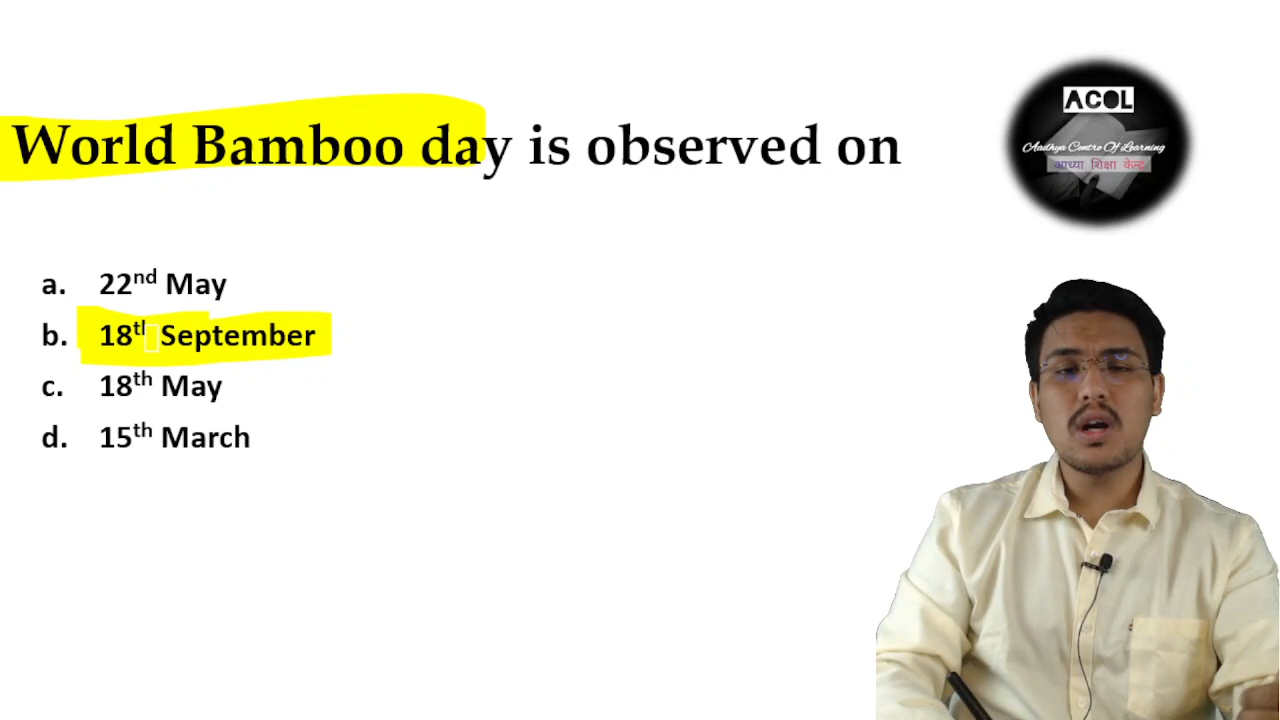 World Bamboo day is observed on
ACOL
Aadhya Centre Of Learning
आध्या शिक्षा केन्द्र
a. 22nd May
b. 18th September
c. 18th May
d. 15th March